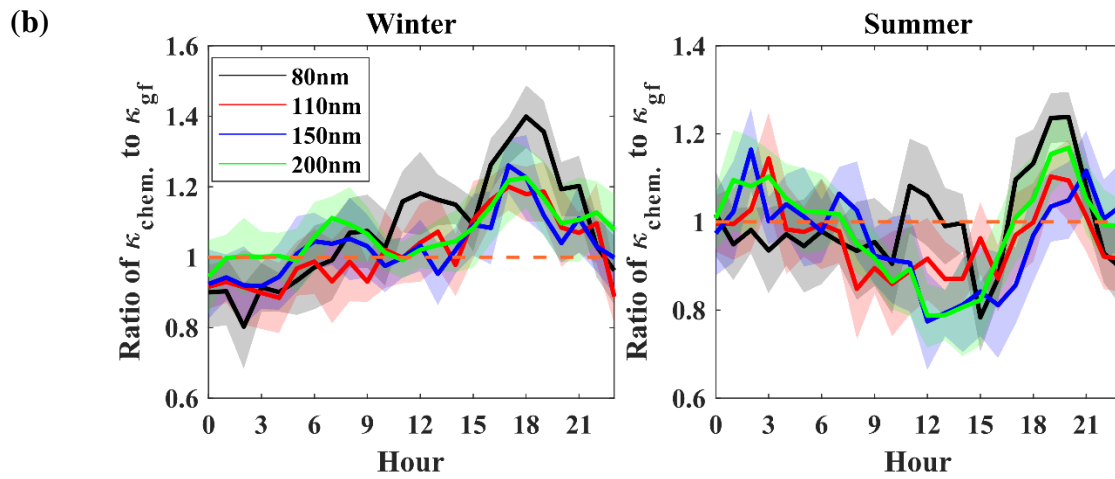 (b)
Winter
Ratio of κchem. to κgf
1.6
1.4
1.2
1
0.8
0.6
80nm
110nm
150nm
200nm
0 3 6 9 12 15 18 21
Hour
Summer
Ratio of κchem. to κgf
1.4
1.2
1
0.8
0.6
0 3 6 9 12 15 18 21
Hour